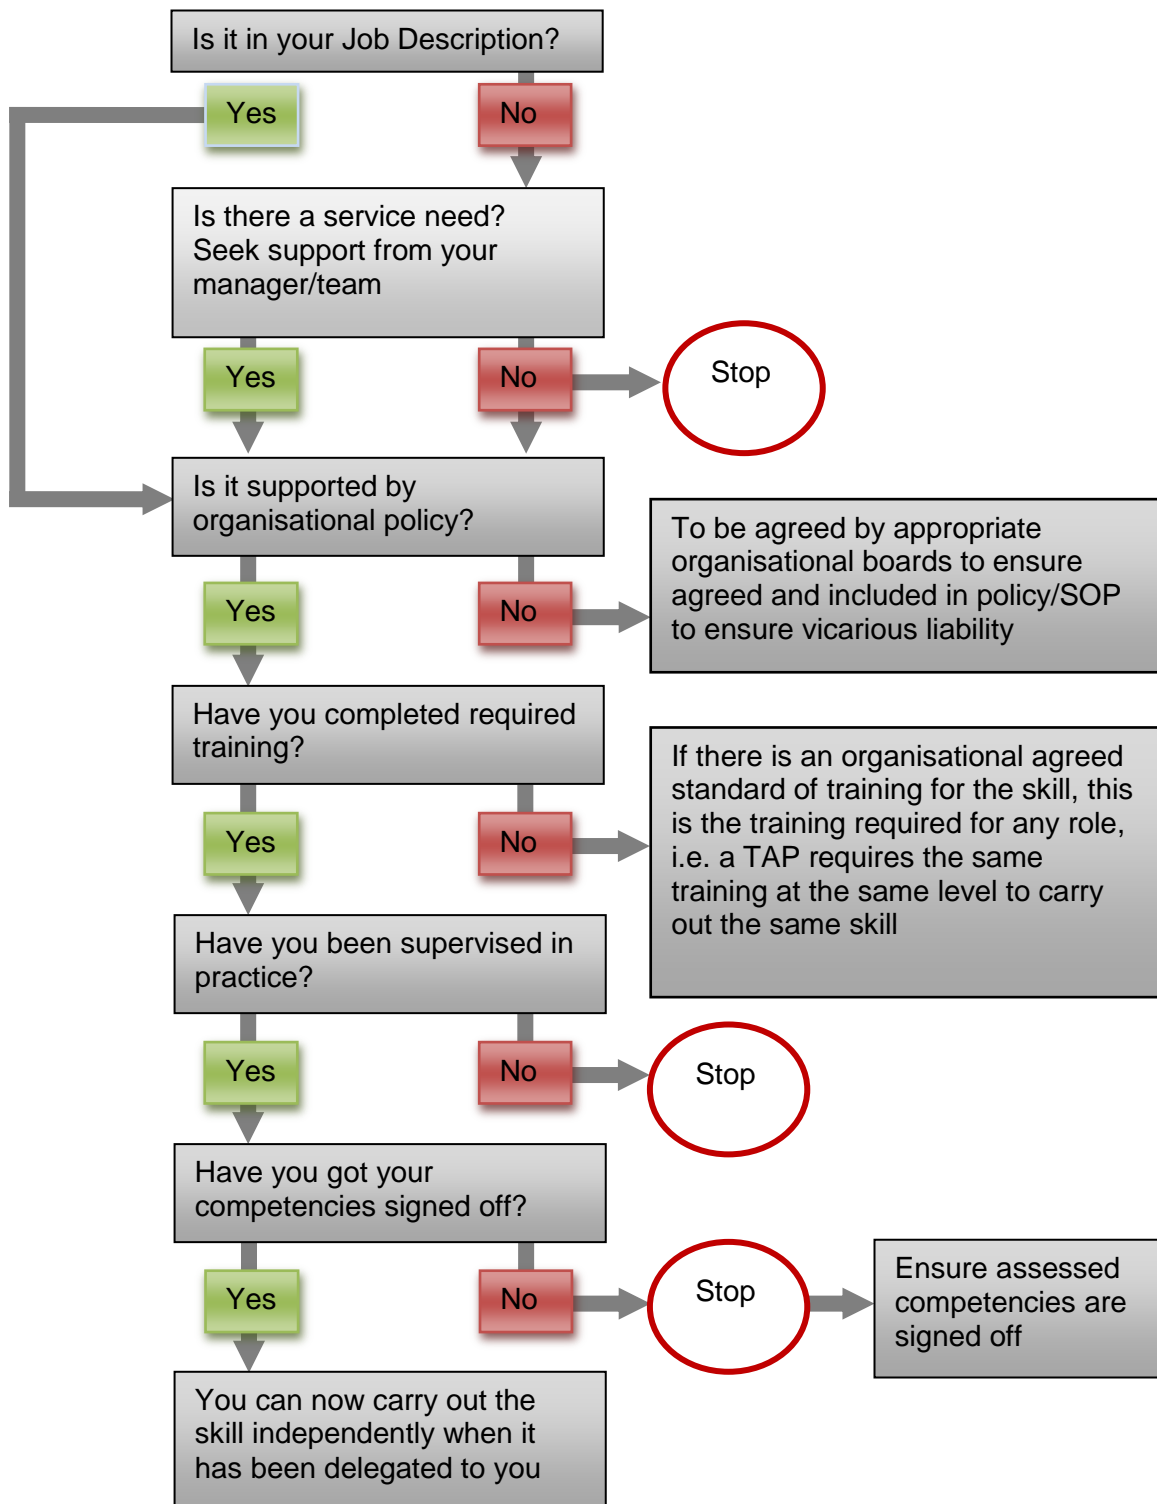 Is it in your Job Description?
Yes
No
Is there a service need?
Seek support from your
manager/team
Yes
No
Stop
Is it supported by
organisational policy?
To be agreed by appropriate
organisational boards to ensure
agreed and included in policy/SOP
to ensure vicarious liability
Yes
No
Have you completed required
training?
If there is an organisational agreed
standard of training for the skill, this
is the training required for any role,
i.e. a TAP requires the same
training at the same level to carry
out the same skill
Yes
No
Have you been supervised in
practice?
Yes
No
Stop
Have you got your
competencies signed off?
Yes
No
Stop
Ensure assessed
competencies are
signed off
You can now carry out the
skill independently when it
has been delegated to you